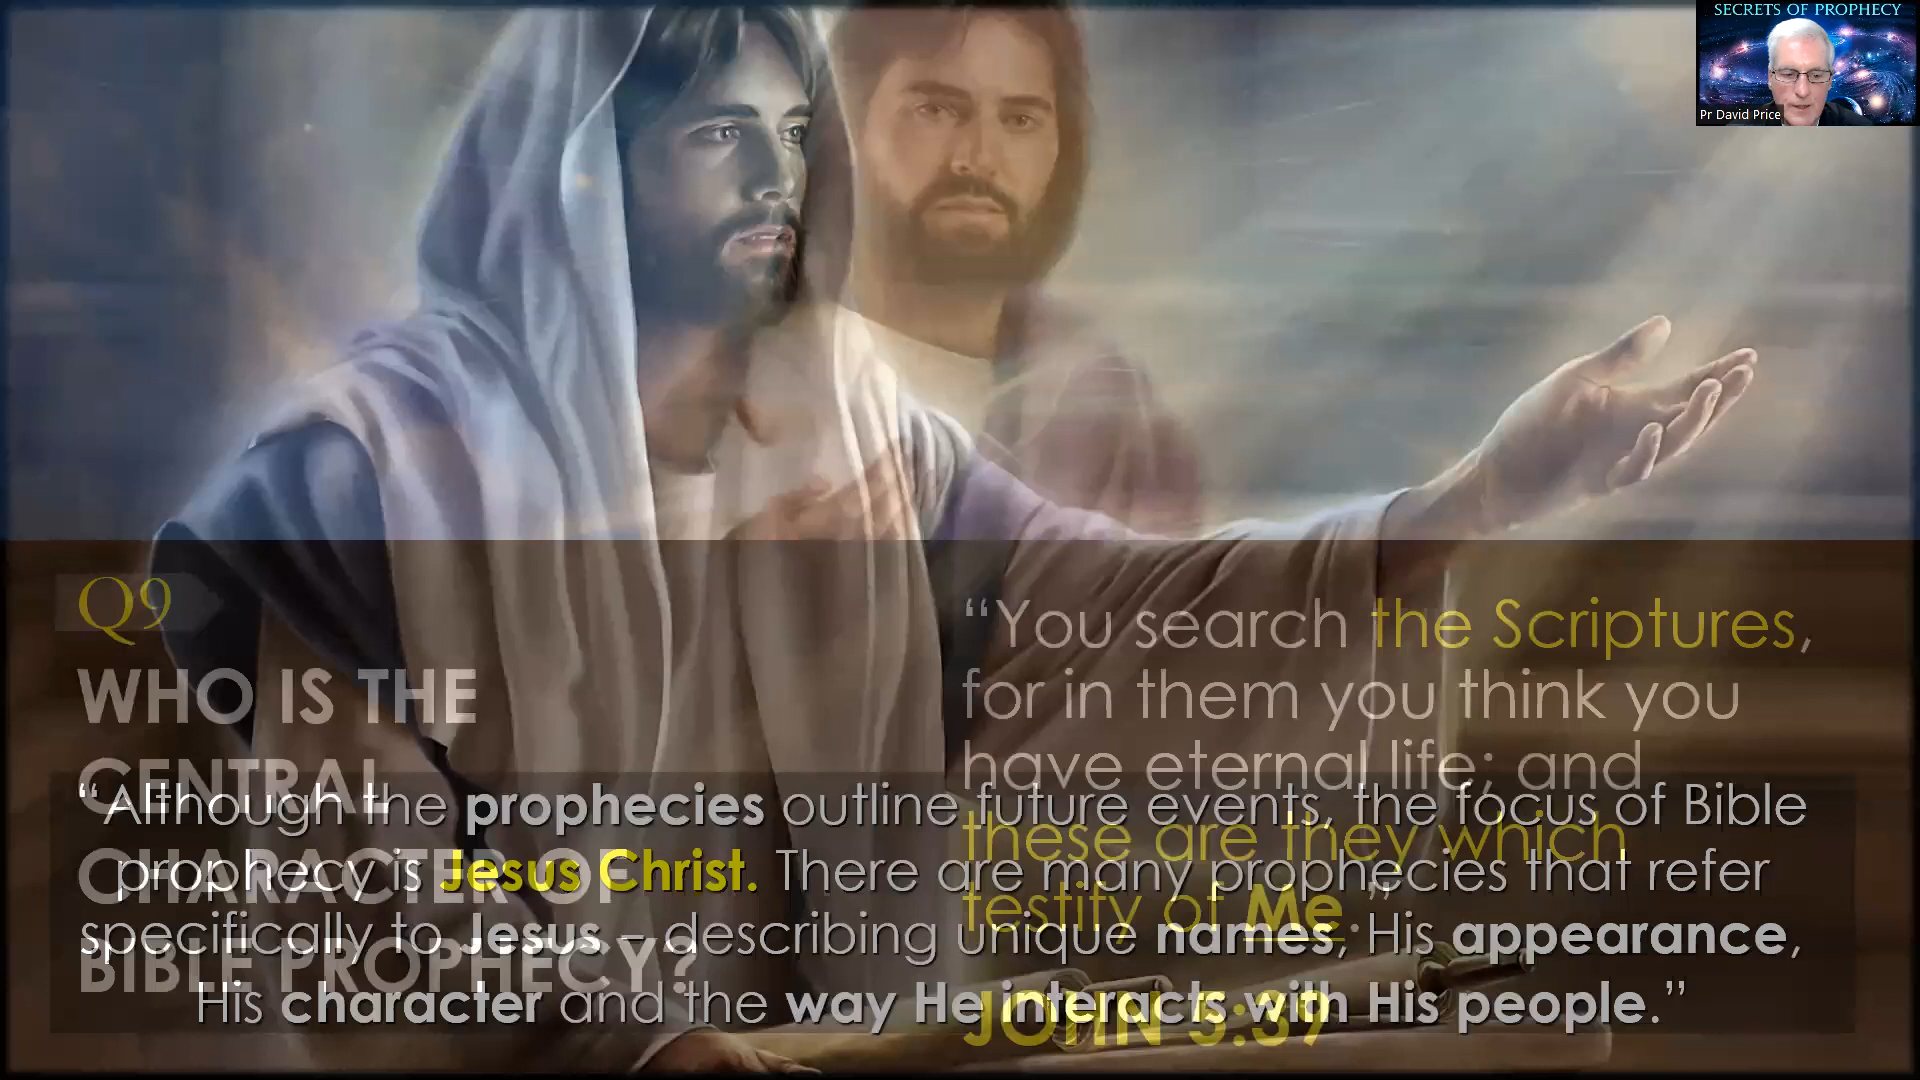 SECRETS OF PROPHECY
Pr David Price
Q9
WHO IS THE
CENTRAL
CHARACTER OF
BIBLE PROPHECY?
“You search the Scriptures,
for in them you think you
have eternal life; and
these are they which
testify of Me.”
JOHN 5:39
“Although the prophecies outline future events, the focus of Bible
prophecy is Jesus Christ. There are many prophecies that refer
specifically to Jesus – describing unique names, His appearance,
His character and the way He interacts with His people.”